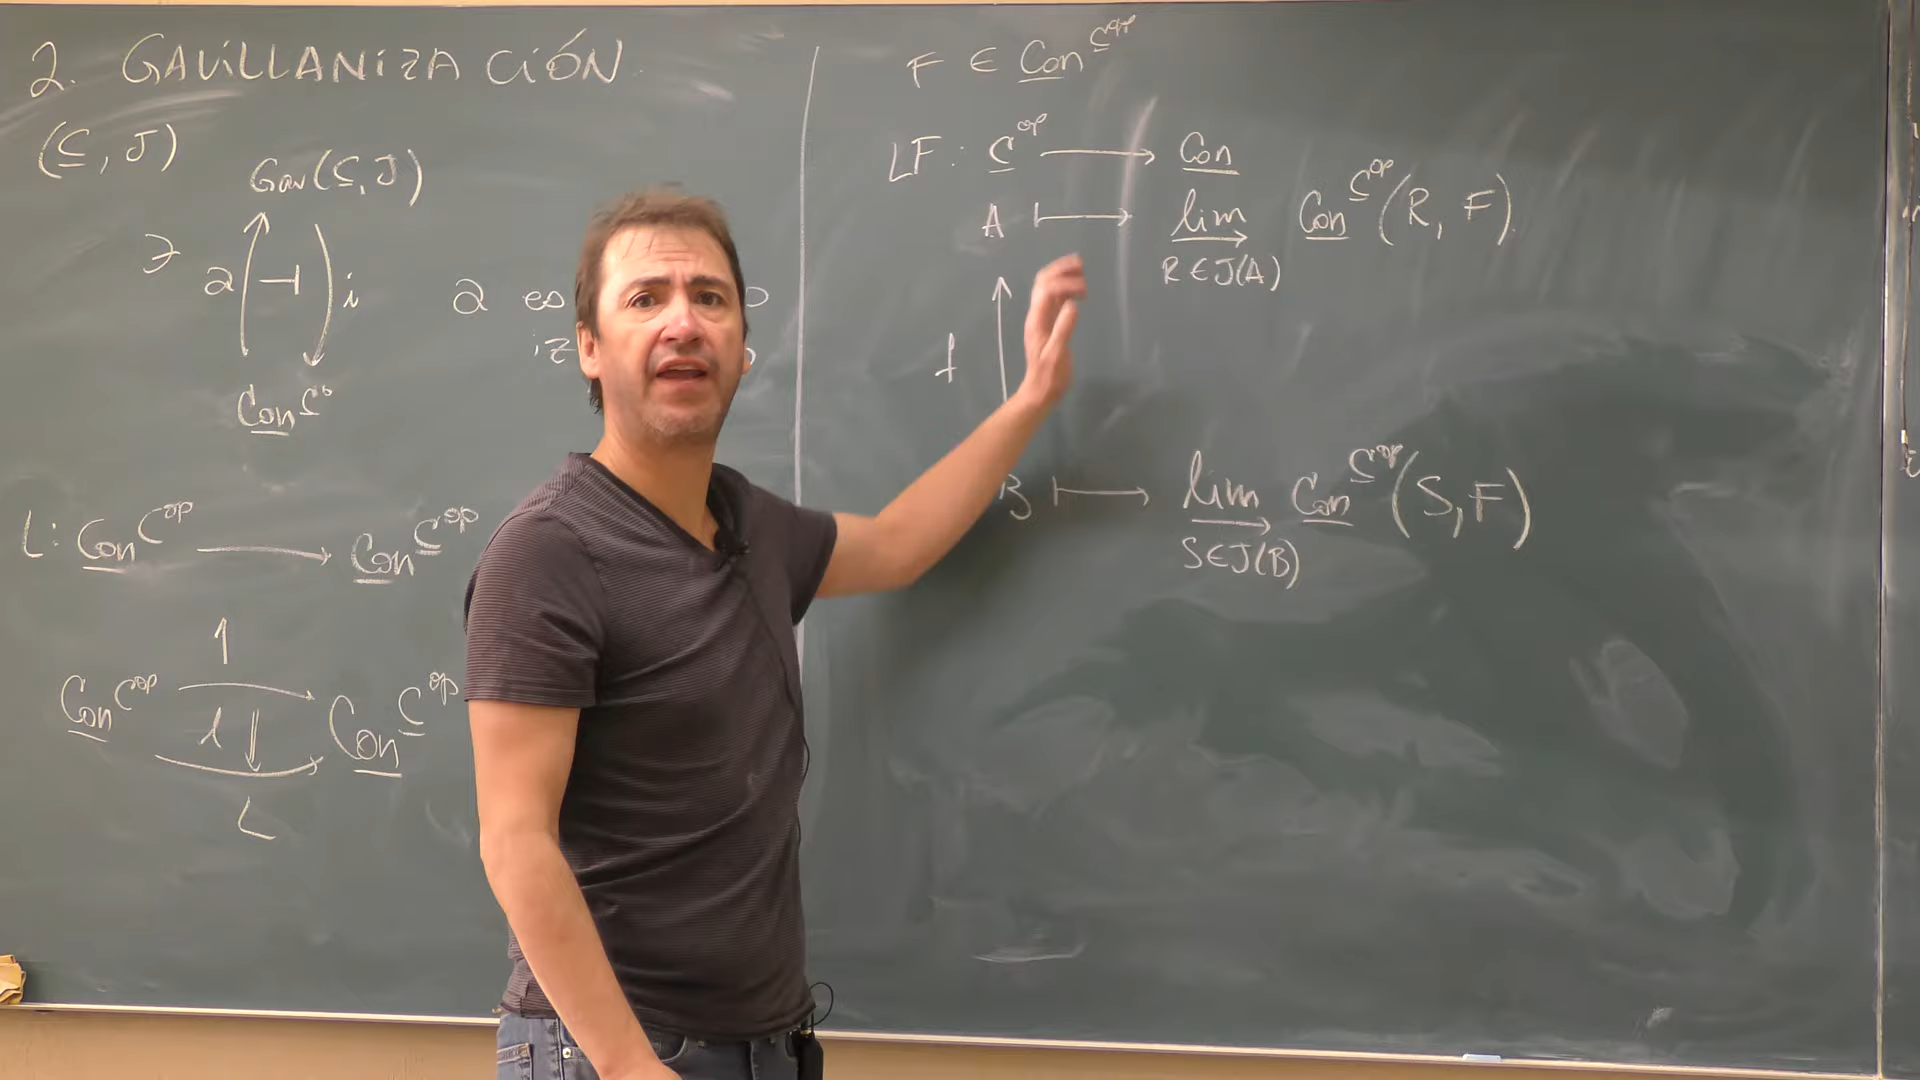 2. GAVILLANIZACIÓN
(C, J)
Gav(C, J)
∃ a ⊣ i
a es
iz
Con^C^o
L: Con^C^op ⟶ Con^C^op
1
Con^C^op l ⇓ Con^C^op
L
F ∈ Con^C^op
LF: C^op ⟶ Con
A ⟼ lim Con^C^op (R, F).
R ∈ J(A)
f
B ⟼ lim Con^C^op (S, F)
S ∈ J(B)